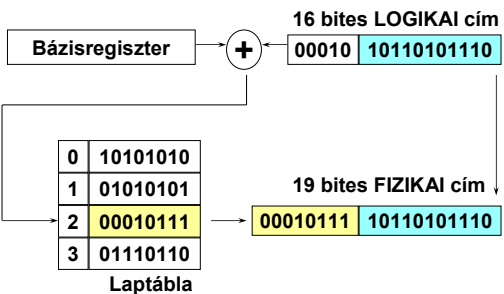 16 bites LOGIKAI cím
Bázisregiszter + 00010 10110101110
0 10101010
1 01010101
19 bites FIZIKAI cím
2 00010111 00010111 10110101110
3 01110110
Laptábla